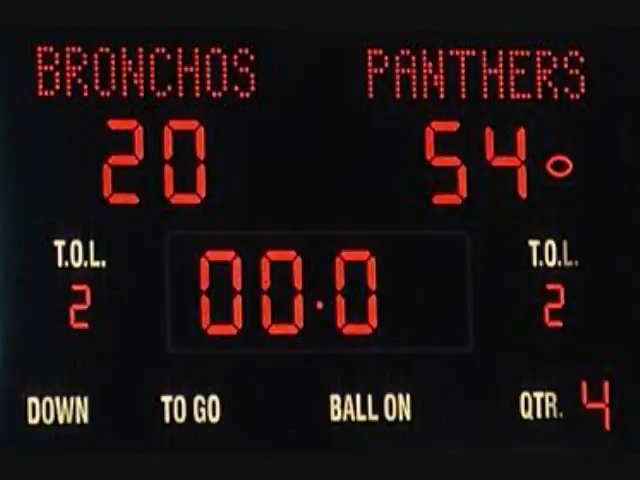 BRONCHOS PANTHERS
20 54
T.O.L. T.O.L.
2 00.0 2
DOWN TO GO BALL ON QTR. 4